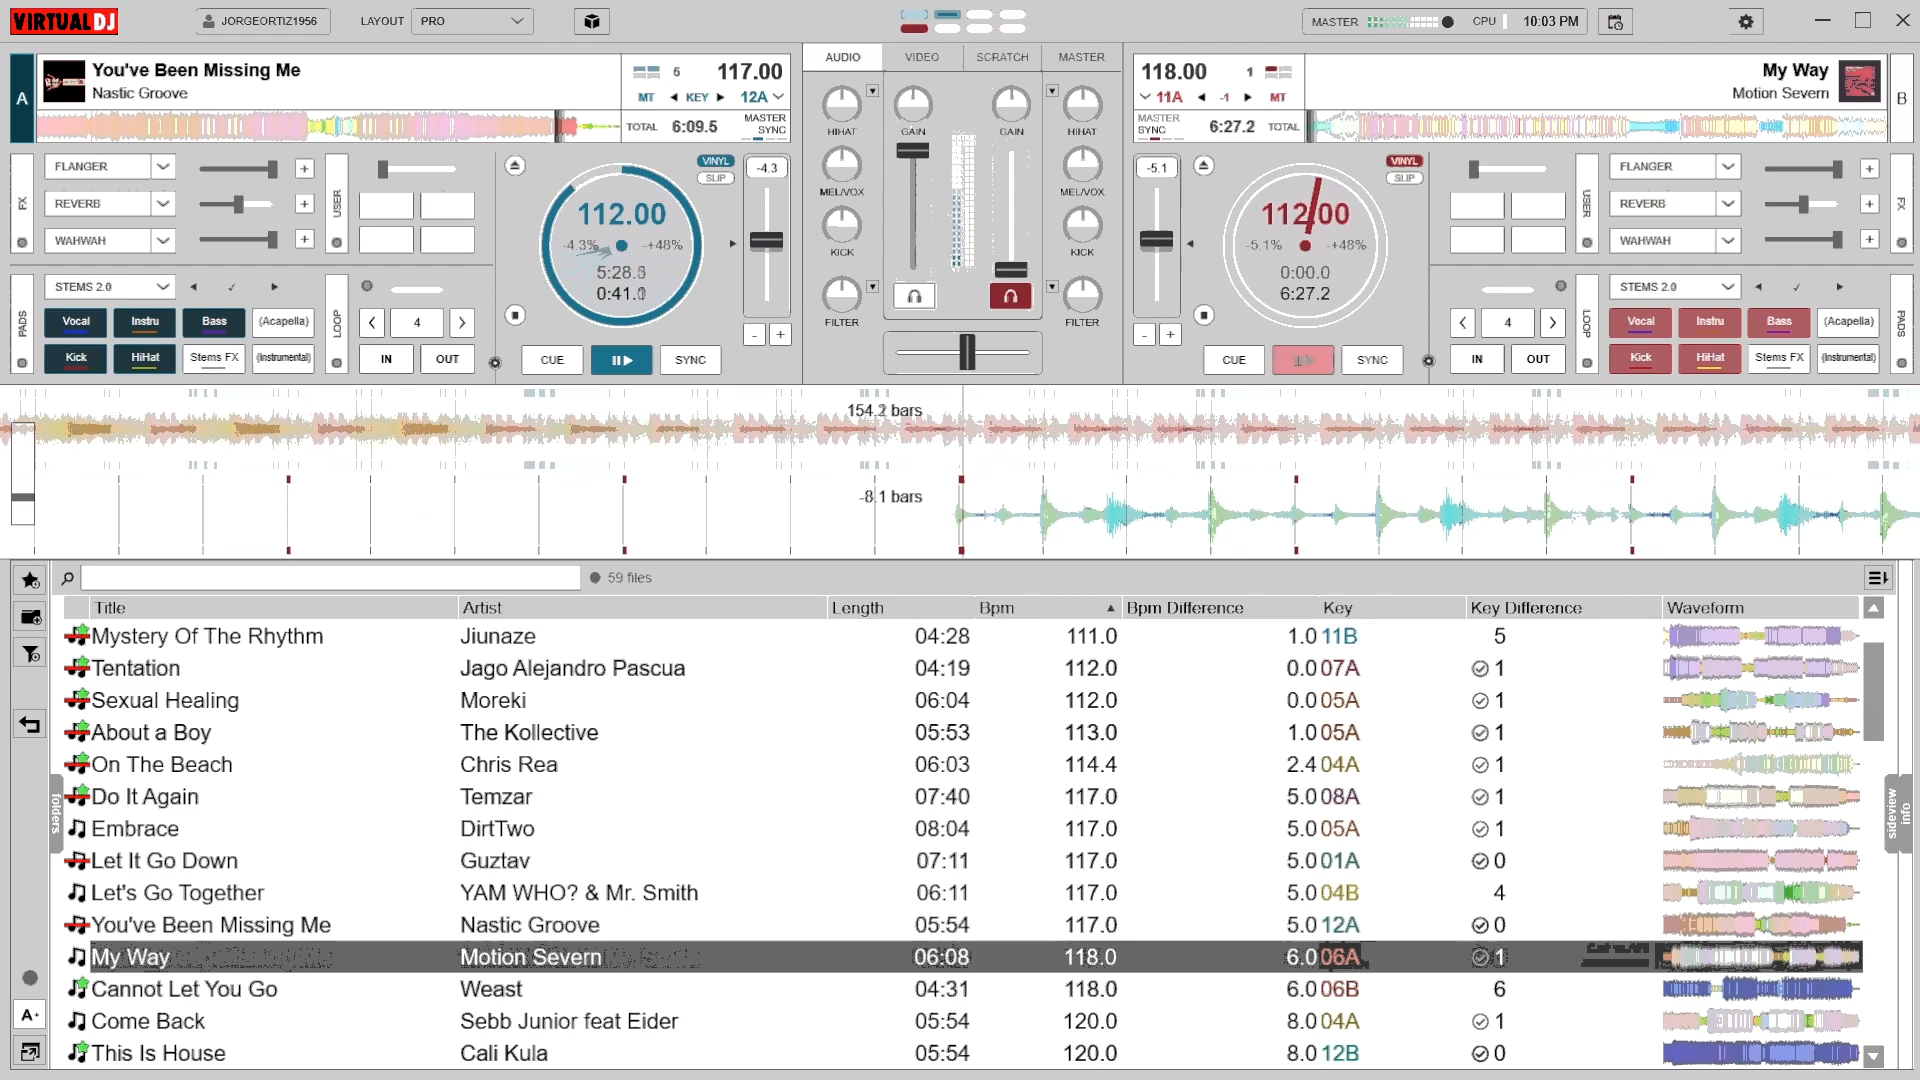 VIRTUAL DJ JORGEORTIZ1956 LAYOUT PRO MASTER CPU 10:03 PM
A You've Been Missing Me 6 117.00
Nastic Groove MT KEY 12A
TOTAL 6:09.5 MASTER SYNC
AUDIO VIDEO SCRATCH MASTER
118.00 1 My Way B
11A -1 MT Motion Severn
MASTER SYNC 6:27.2 TOTAL
HIHAT GAIN GAIN HIHAT
MEL/VOX MEL/VOX
KICK KICK
FILTER FILTER
FX FLANGER USER VINYL -4.3
REVERB SLIP
WAHWAH
112.00
-4.3% -+48%
5:28.
0:41.
-5.1 VINYL FLANGER FX
SLIP USER REVERB
WAHWAH
112.00
-5.1% -+48%
0:00.0
6:27.2
PADS STEMS 2.0 LOOP
Vocal Instru Bass (Acapella) 4 - +
Kick HiHat Stems FX (Instrumental) IN OUT CUE SYNC
STEMS 2.0 LOOP PADS
- + 4 Vocal Instru Bass (Acapella)
CUE SYNC IN OUT Kick HiHat Stems FX (Instrumental)
154.2 bars
-8.1 bars
59 files
Title Artist Length Bpm Bpm Difference Key Key Difference Waveform
Mystery Of The Rhythm Jiunaze 04:28 111.0 1.0 11B 5
Tentation Jago Alejandro Pascua 04:19 112.0 0.0 07A 1
Sexual Healing Moreki 06:04 112.0 0.0 05A 1
About a Boy The Kollective 05:53 113.0 1.0 05A 1
On The Beach Chris Rea 06:03 114.4 2.4 04A 1
Do It Again Temzar 07:40 117.0 5.0 08A 1
Embrace DirtTwo 08:04 117.0 5.0 05A 1
Let It Go Down Guztav 07:11 117.0 5.0 01A 0
Let's Go Together YAM WHO? & Mr. Smith 06:11 117.0 5.0 04B 4
You've Been Missing Me Nastic Groove 05:54 117.0 5.0 12A 0
My Way Motion Severn 06:08 118.0 6.0 06A 1
Cannot Let You Go Weast 04:31 118.0 6.0 06B 6
Come Back Sebb Junior feat Eider 05:54 120.0 8.0 04A 1
This Is House Cali Kula 05:54 120.0 8.0 12B 0
folders
sideview
info
A+